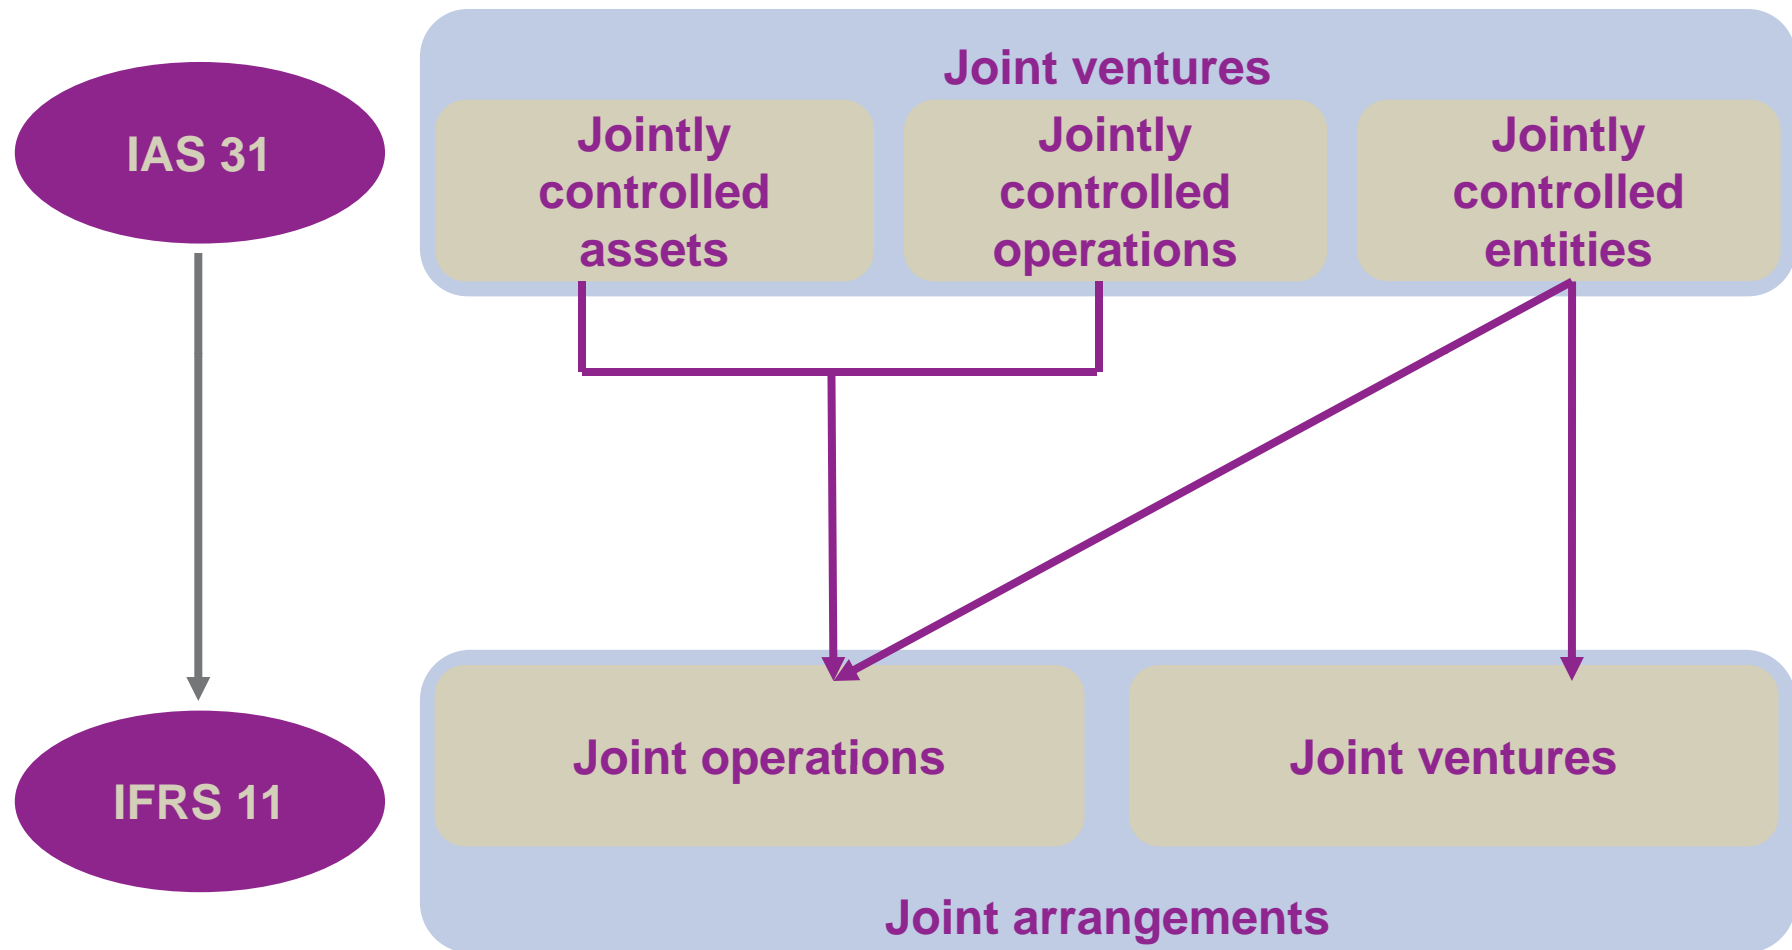 Joint ventures
IAS 31
Jointly
controlled
assets
Jointly
controlled
operations
Jointly
controlled
entities
IFRS 11
Joint operations
Joint ventures
Joint arrangements